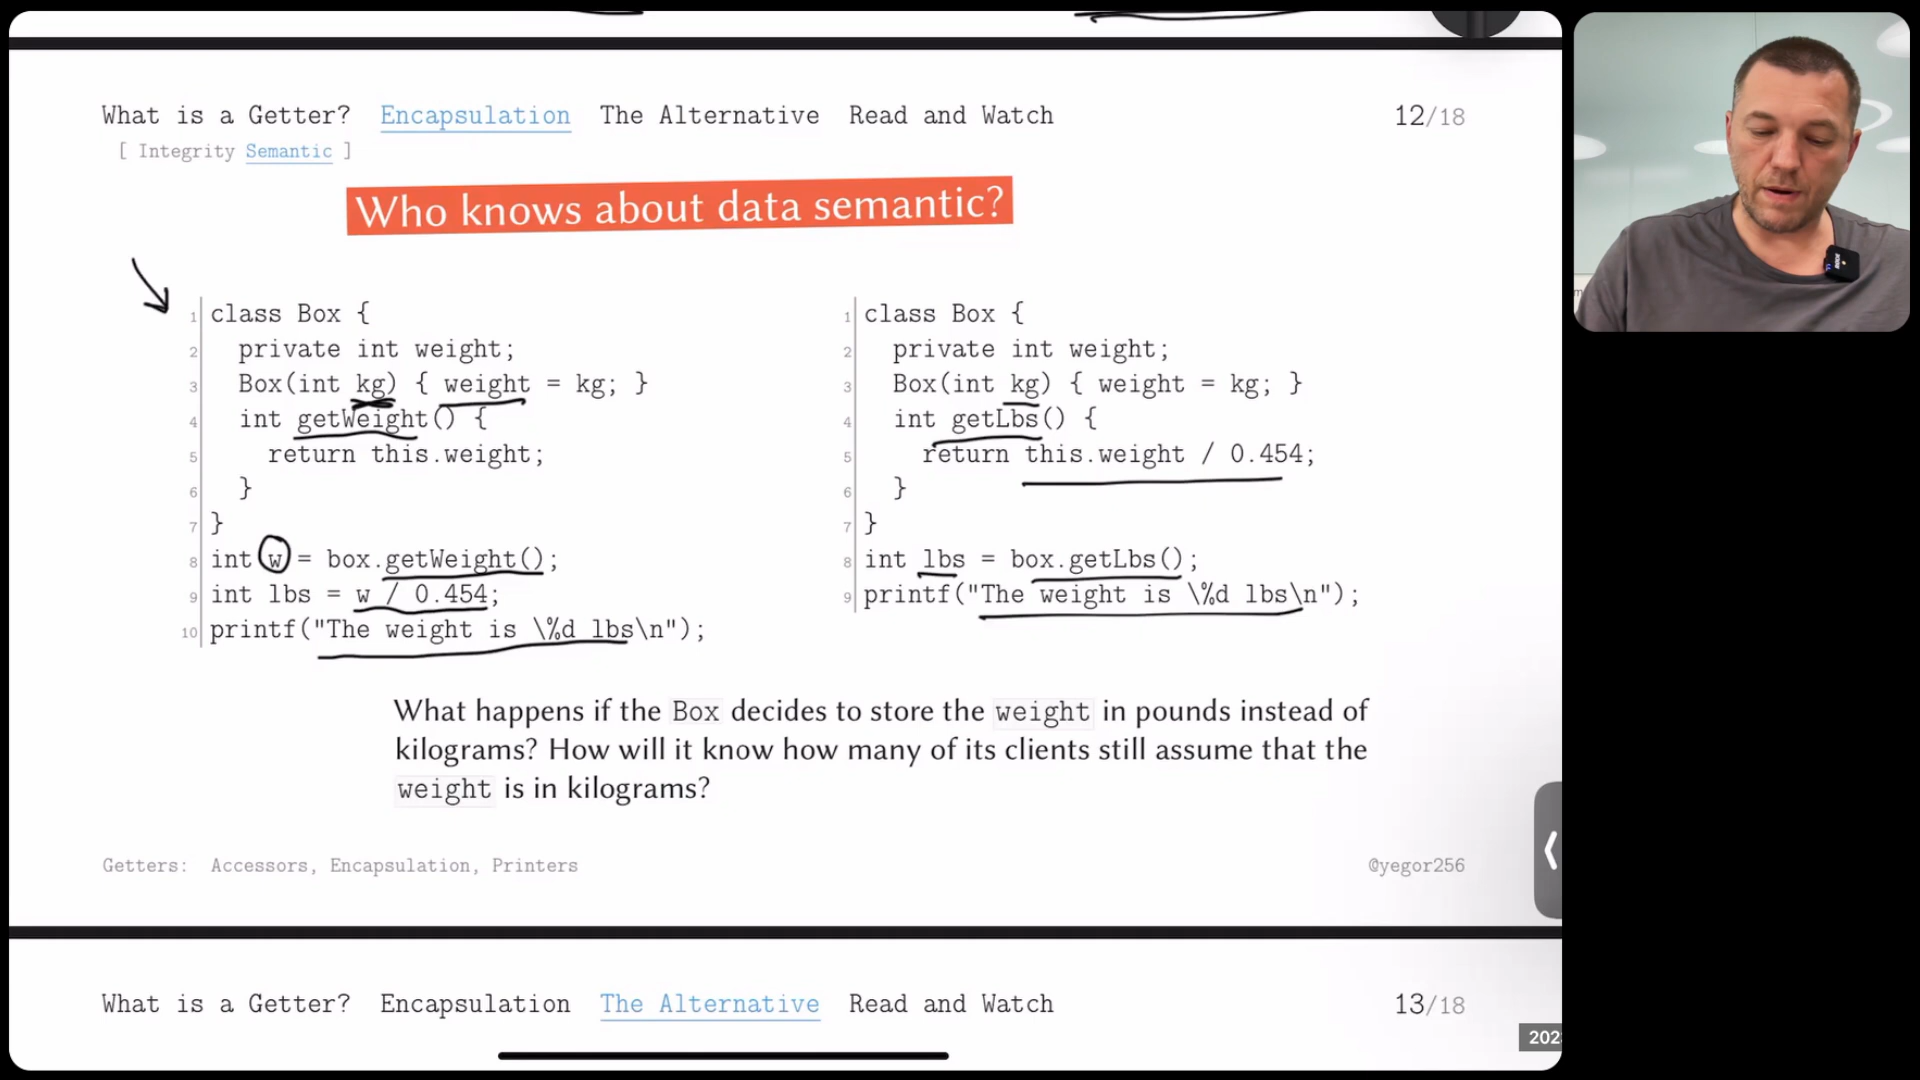 What is a Getter? Encapsulation The Alternative Read and Watch 12/18
[ Integrity Semantic ]
Who knows about data semantic?
1 class Box {
2 private int weight;
3 Box(int kg) { weight = kg; }
4 int getWeight() {
5 return this.weight;
6 }
7 }
8 int w = box.getWeight();
9 int lbs = w / 0.454;
10 printf("The weight is \%d lbs\n");
1 class Box {
2 private int weight;
3 Box(int kg) { weight = kg; }
4 int getLbs() {
5 return this.weight / 0.454;
6 }
7 }
8 int lbs = box.getLbs();
9 printf("The weight is \%d lbs\n");
What happens if the Box decides to store the weight in pounds instead of
kilograms? How will it know how many of its clients still assume that the
weight is in kilograms?
Getters: Accessors, Encapsulation, Printers @yegor256
What is a Getter? Encapsulation The Alternative Read and Watch 13/18